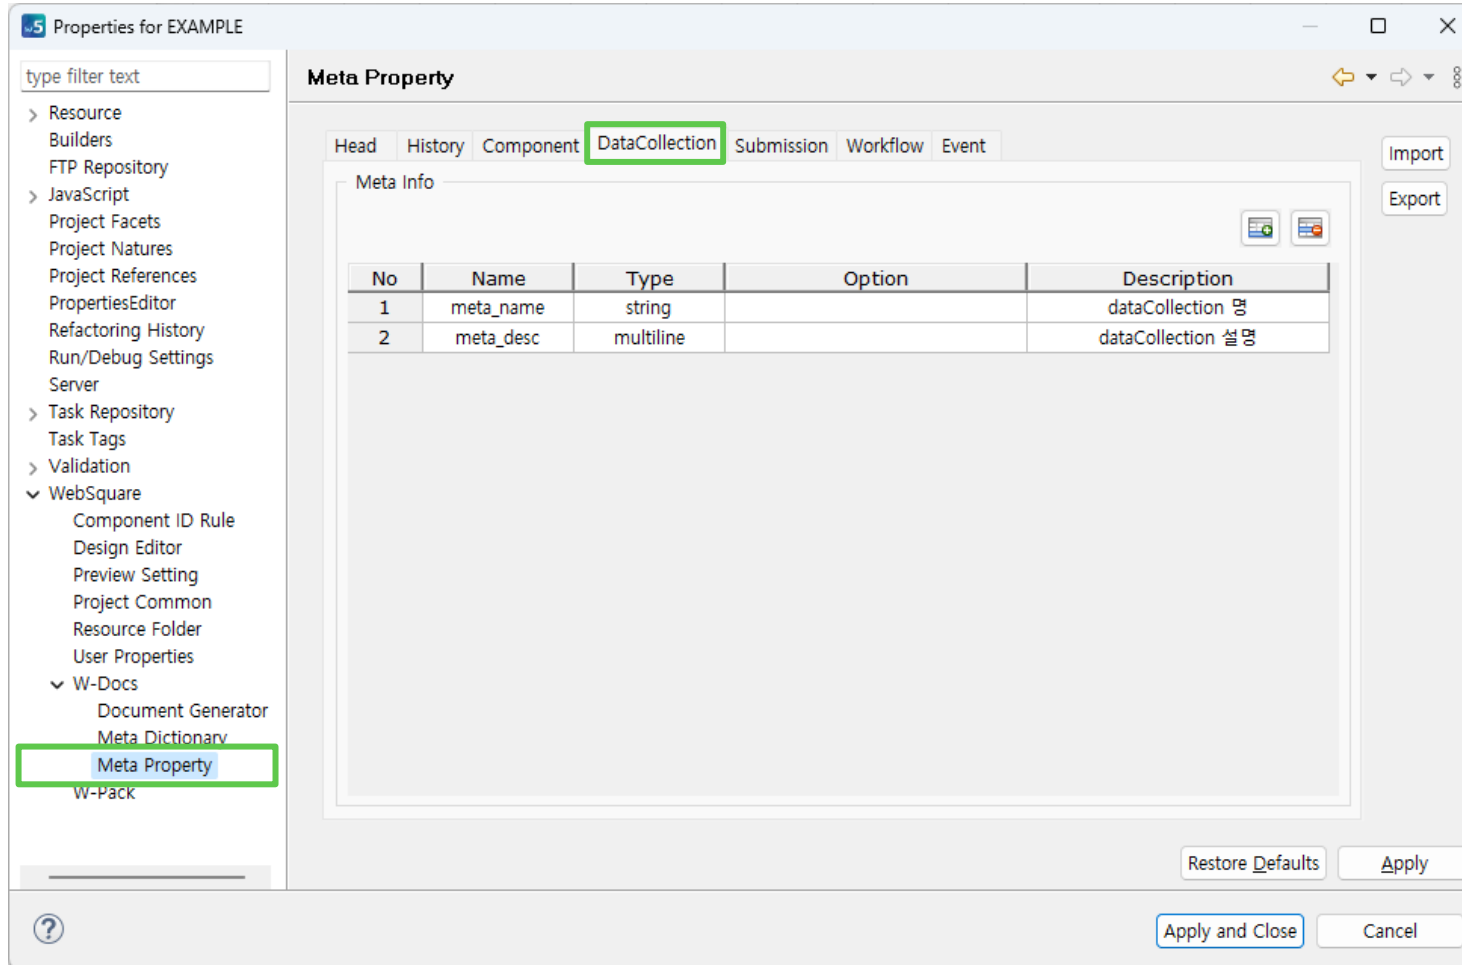 Properties for EXAMPLE
type filter text
Resource
Builders
FTP Repository
JavaScript
Project Facets
Project Natures
Project References
PropertiesEditor
Refactoring History
Run/Debug Settings
Server
Task Repository
Task Tags
Validation
WebSquare
Component ID Rule
Design Editor
Preview Setting
Project Common
Resource Folder
User Properties
W-Docs
Document Generator
Meta Dictionary
Meta Property
W-Pack
Meta Property
Head History Component DataCollection Submission Workflow Event
Import
Export
Meta Info
No Name Type Option Description
1 meta_name string dataCollection 명
2 meta_desc multiline dataCollection 설명
Restore Defaults Apply
Apply and Close Cancel